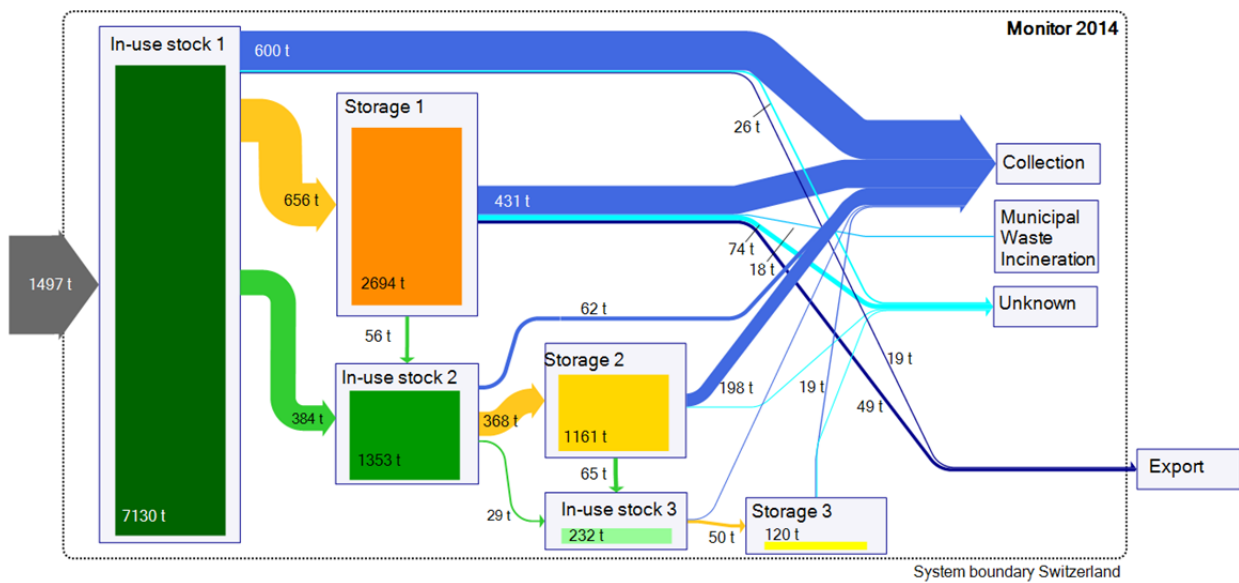 Monitor 2014
In-use stock 1
600 t
Storage 1
26 t
Collection
656 t
431 t
Municipal
Waste
Incineration
74 t
18 t
1497 t
2694 t
Unknown
62 t
56 t
Storage 2
19 t
In-use stock 2
198 t
19 t
49 t
384 t
368 t
1161 t
1353 t
65 t
Export
In-use stock 3
Storage 3
7130 t
29 t
232 t
50 t
120 t
System boundary Switzerland